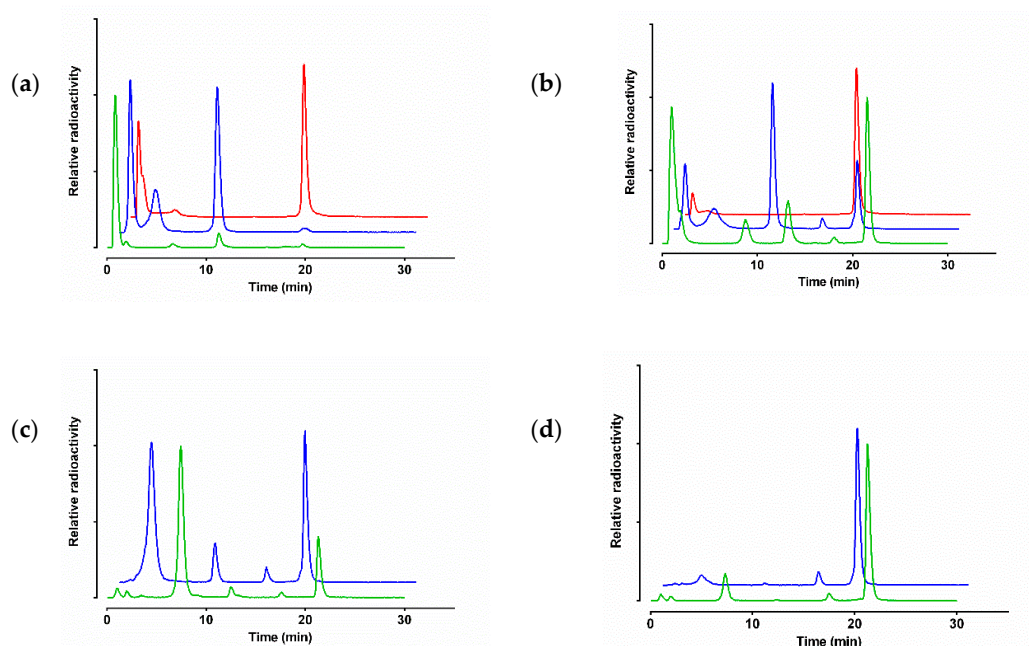 (a)
Relative radioactivity
0 10 20 30
Time (min)
(b)
Relative radioactivity
0 10 20 30
Time (min)
(c)
Relative radioactivity
0 10 20 30
Time (min)
(d)
Relative radioactivity
0 10 20 30
Time (min)